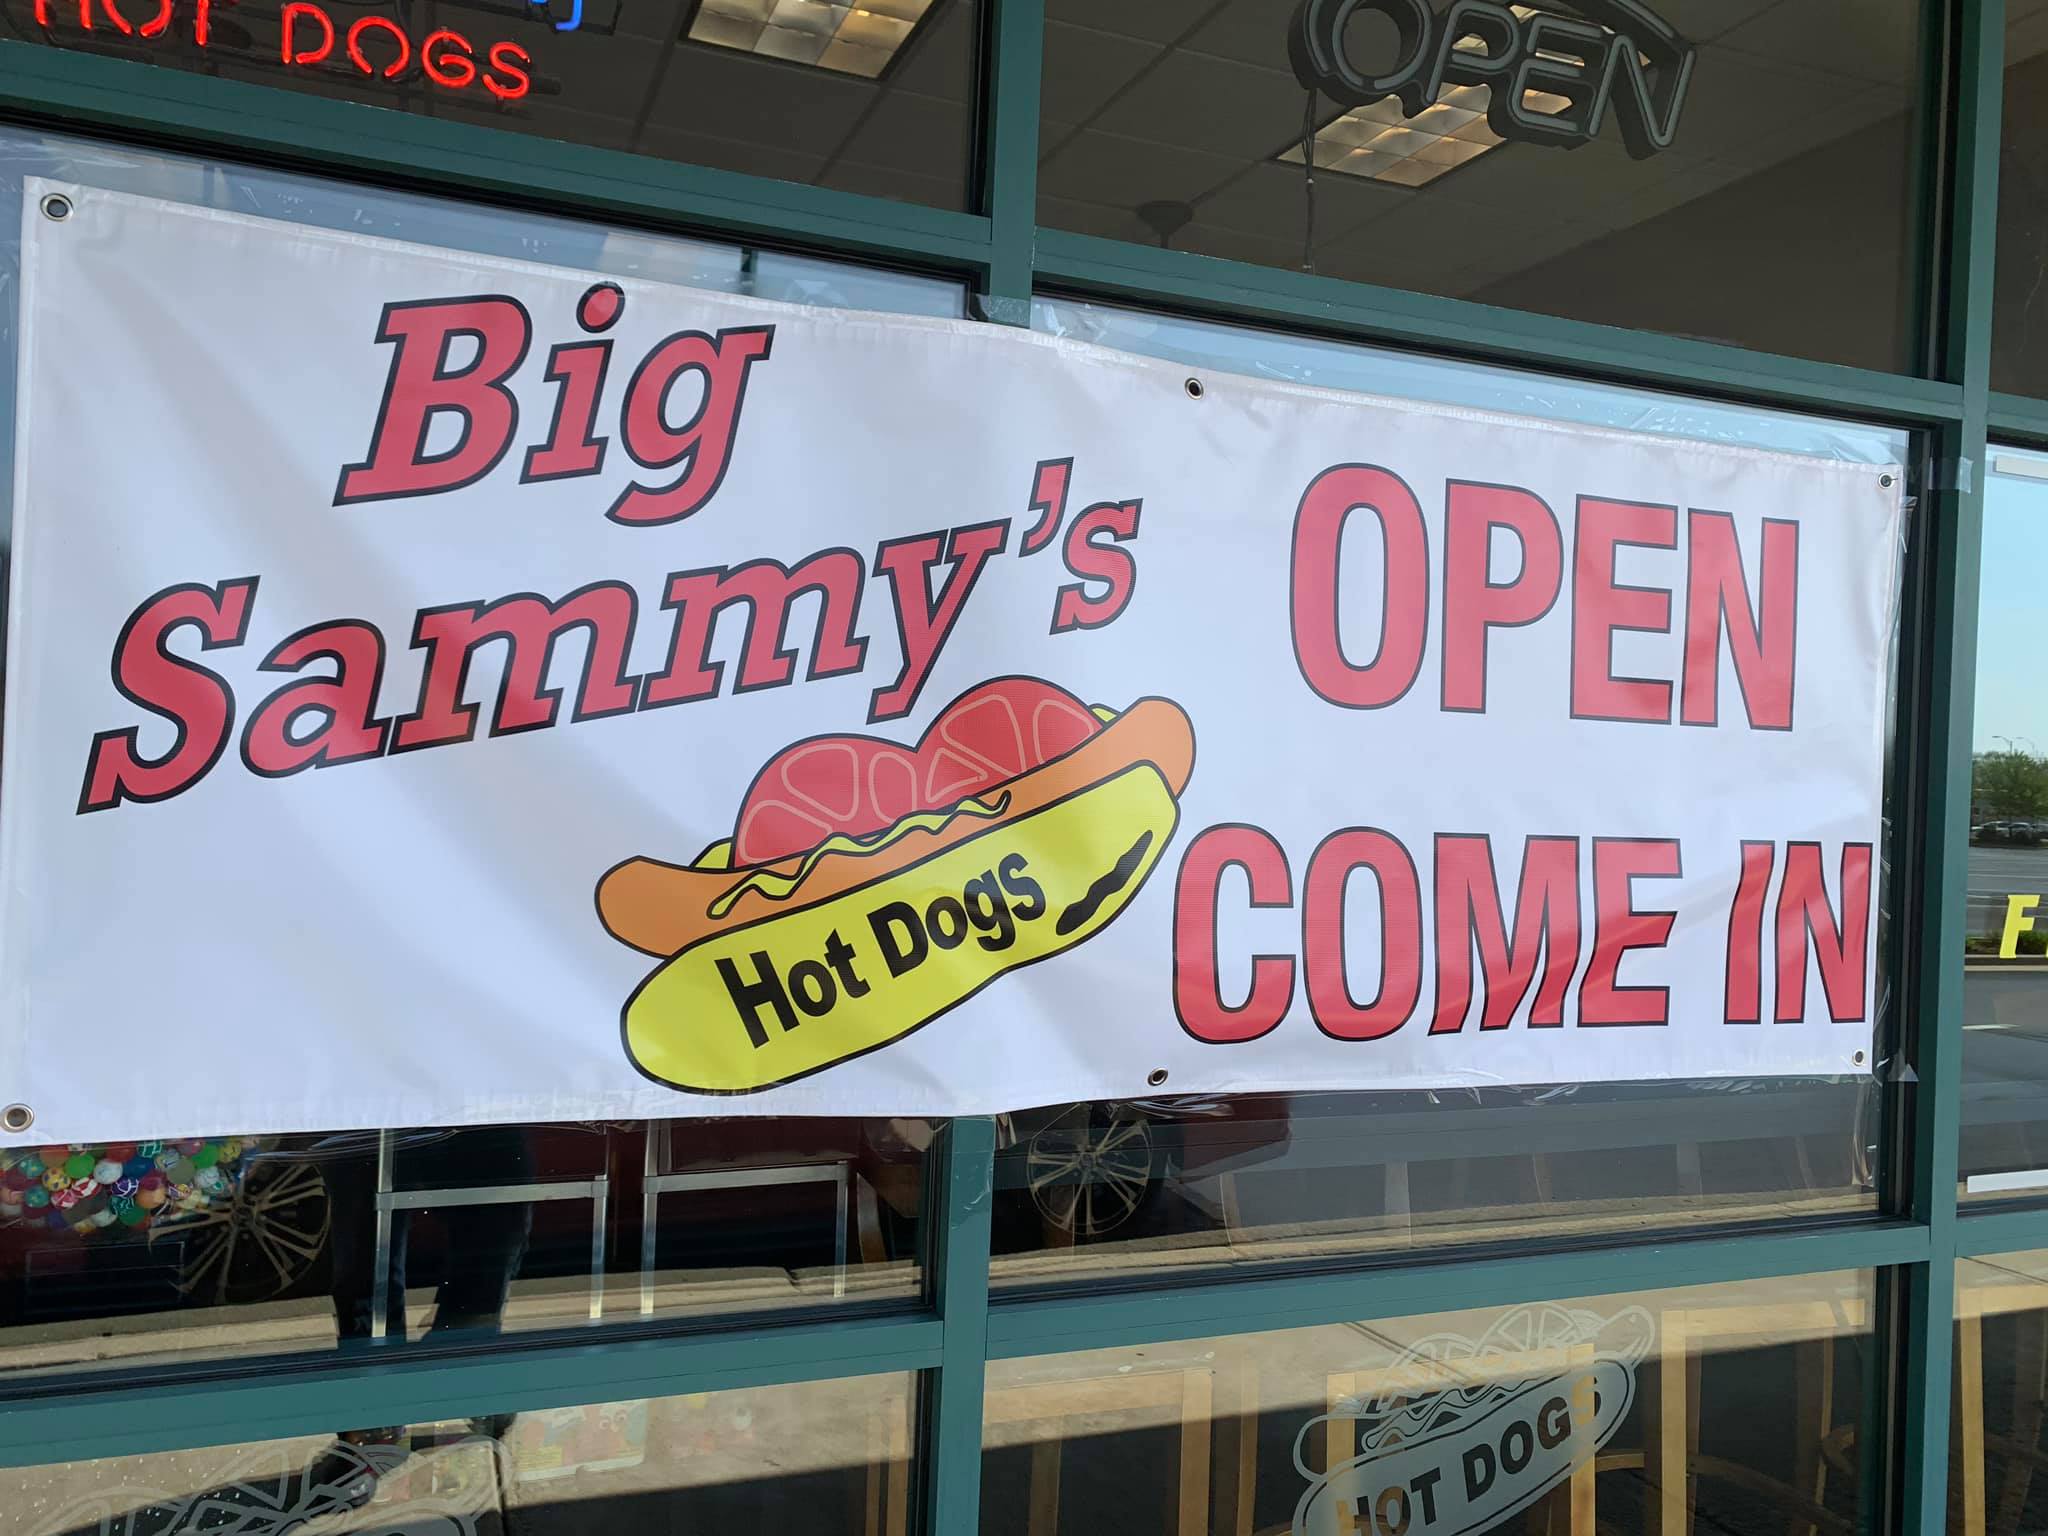 HOT DOGS
OPEN
Big
Sammy's
Hot Dogs
OPEN
COME IN
HOT DOGS